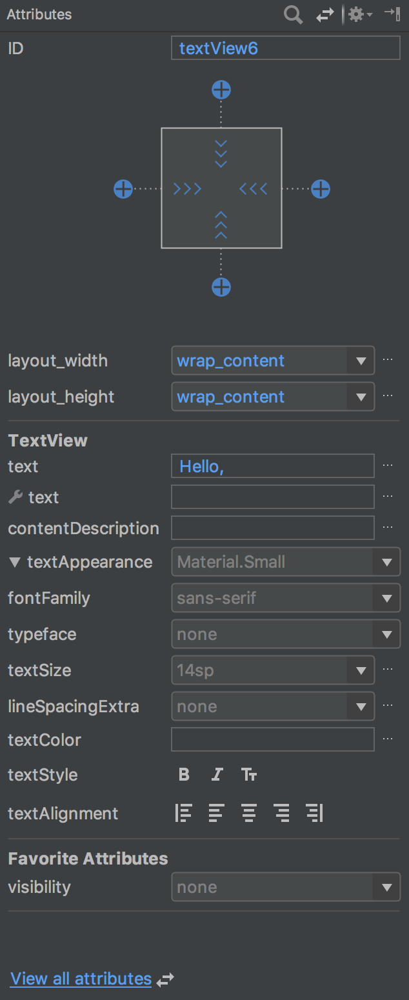 Attributes
ID textView6
layout_width wrap_content
layout_height wrap_content
TextView
text Hello,
text
contentDescription
textAppearance Material.Small
fontFamily sans-serif
typeface none
textSize 14sp
lineSpacingExtra none
textColor
textStyle B I Tт
textAlignment
Favorite Attributes
visibility none
View all attributes